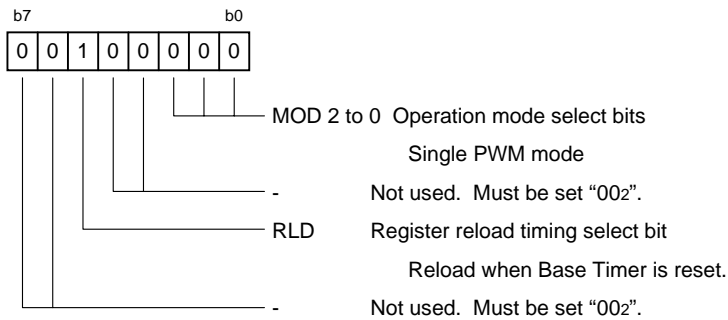 b7 b0
0 0 1 0 0 0 0 0
MOD 2 to 0 Operation mode select bits
Single PWM mode
- Not used. Must be set “002”.
RLD Register reload timing select bit
Reload when Base Timer is reset.
- Not used. Must be set “002”.